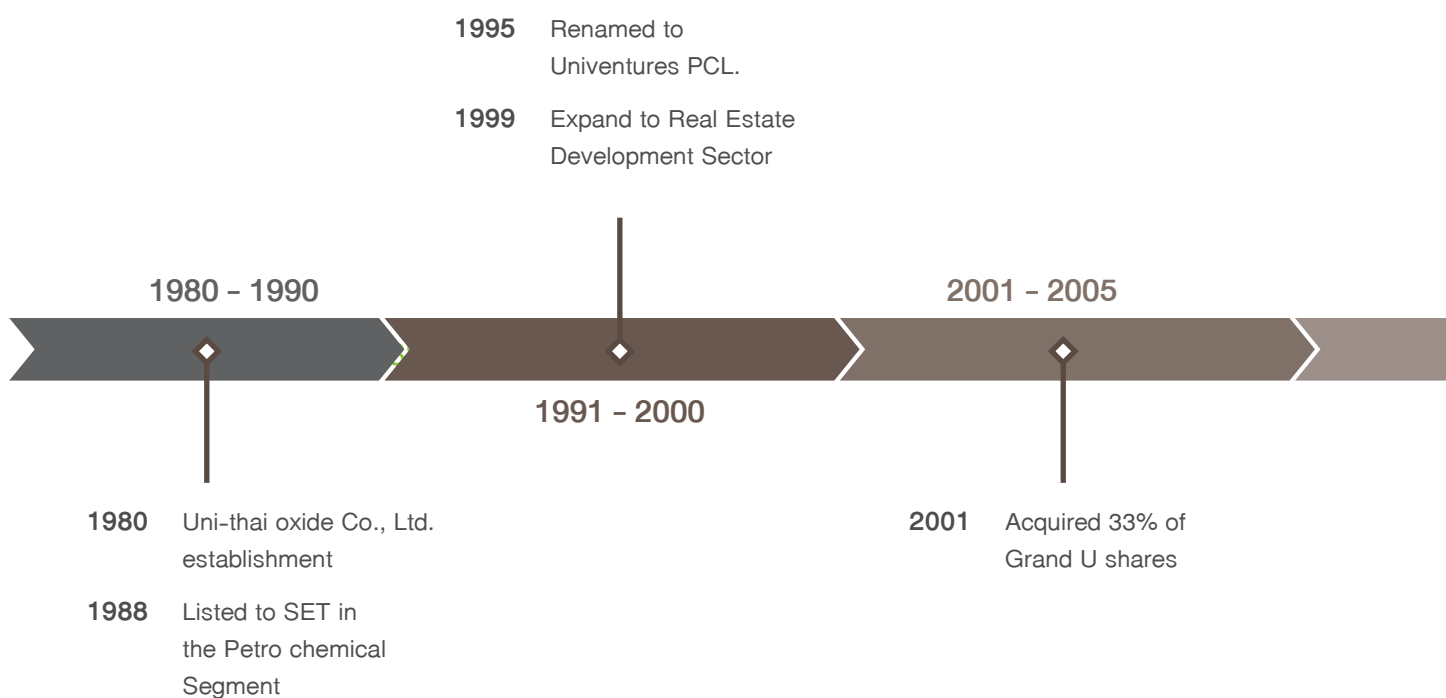 1995 Renamed to
Univentures PCL.
1999 Expand to Real Estate
Development Sector
1980 - 1990
2001 - 2005
1991 - 2000
1980 Uni-thai oxide Co., Ltd.
establishment
1988 Listed to SET in
the Petro chemical
Segment
2001 Acquired 33% of
Grand U shares